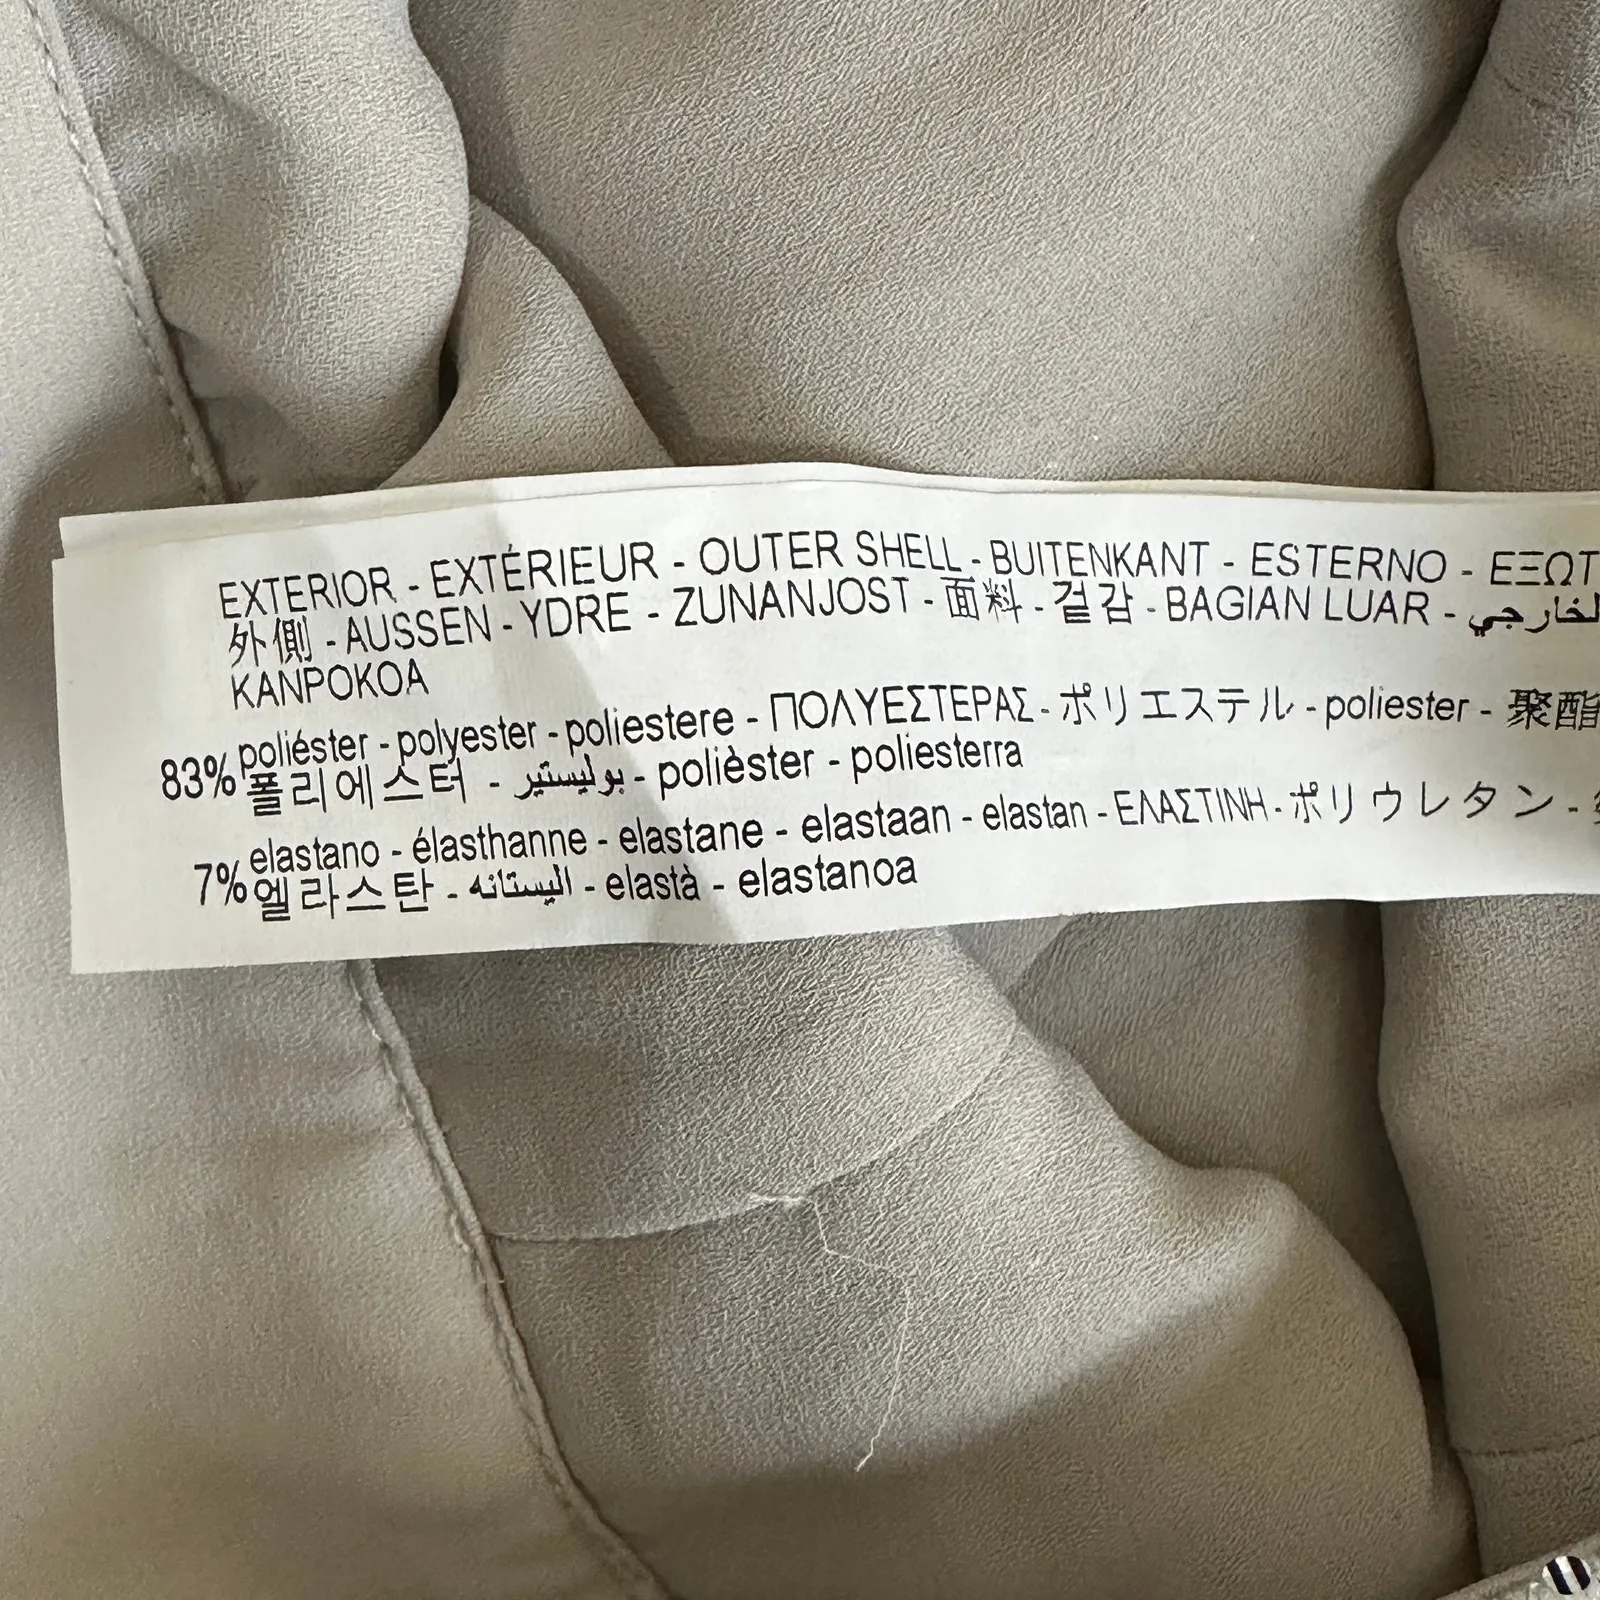 EXTERIOR - EXTÉRIEUR - OUTER SHELL - BUITENKANT - ESTERNO - ΕΞΩΤ
外側 - AUSSEN - YDRE - ZUNANJOST - 面料 - 겉감 - BAGIAN LUAR - لخارجي
KANPOKOA
83% poliéster - polyester - poliestere - ΠΟΛΥΕΣΤΕΡΑΣ - ポリエステル - poliester - 聚酯
폴리에스터 - بوليستير - polièster - poliesterra
7% elastano - élasthanne - elastane - elastaan - elastan - ΕΛΑΣΤΙΝΗ - ポリウレタン -
엘라스탄 - اليستانه - elastà - elastanoa